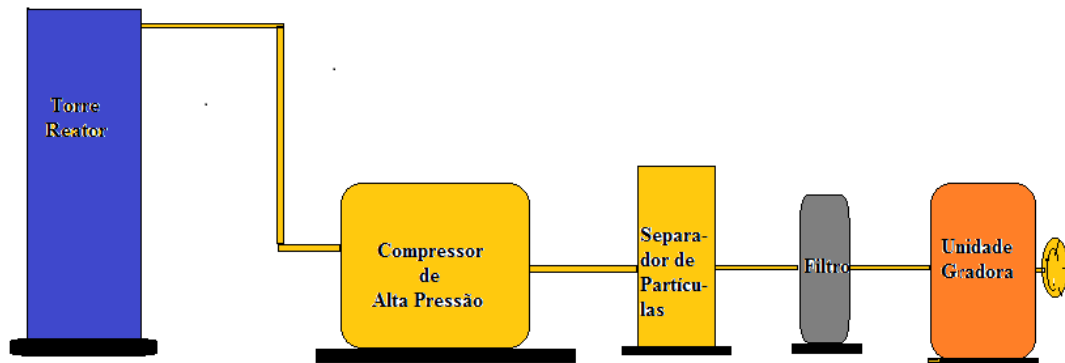 Torre
Reator
Compressor
de
Alta Pressão
Separa-
dor de
Partícu-
las
Filtro
Unidade
Gradora